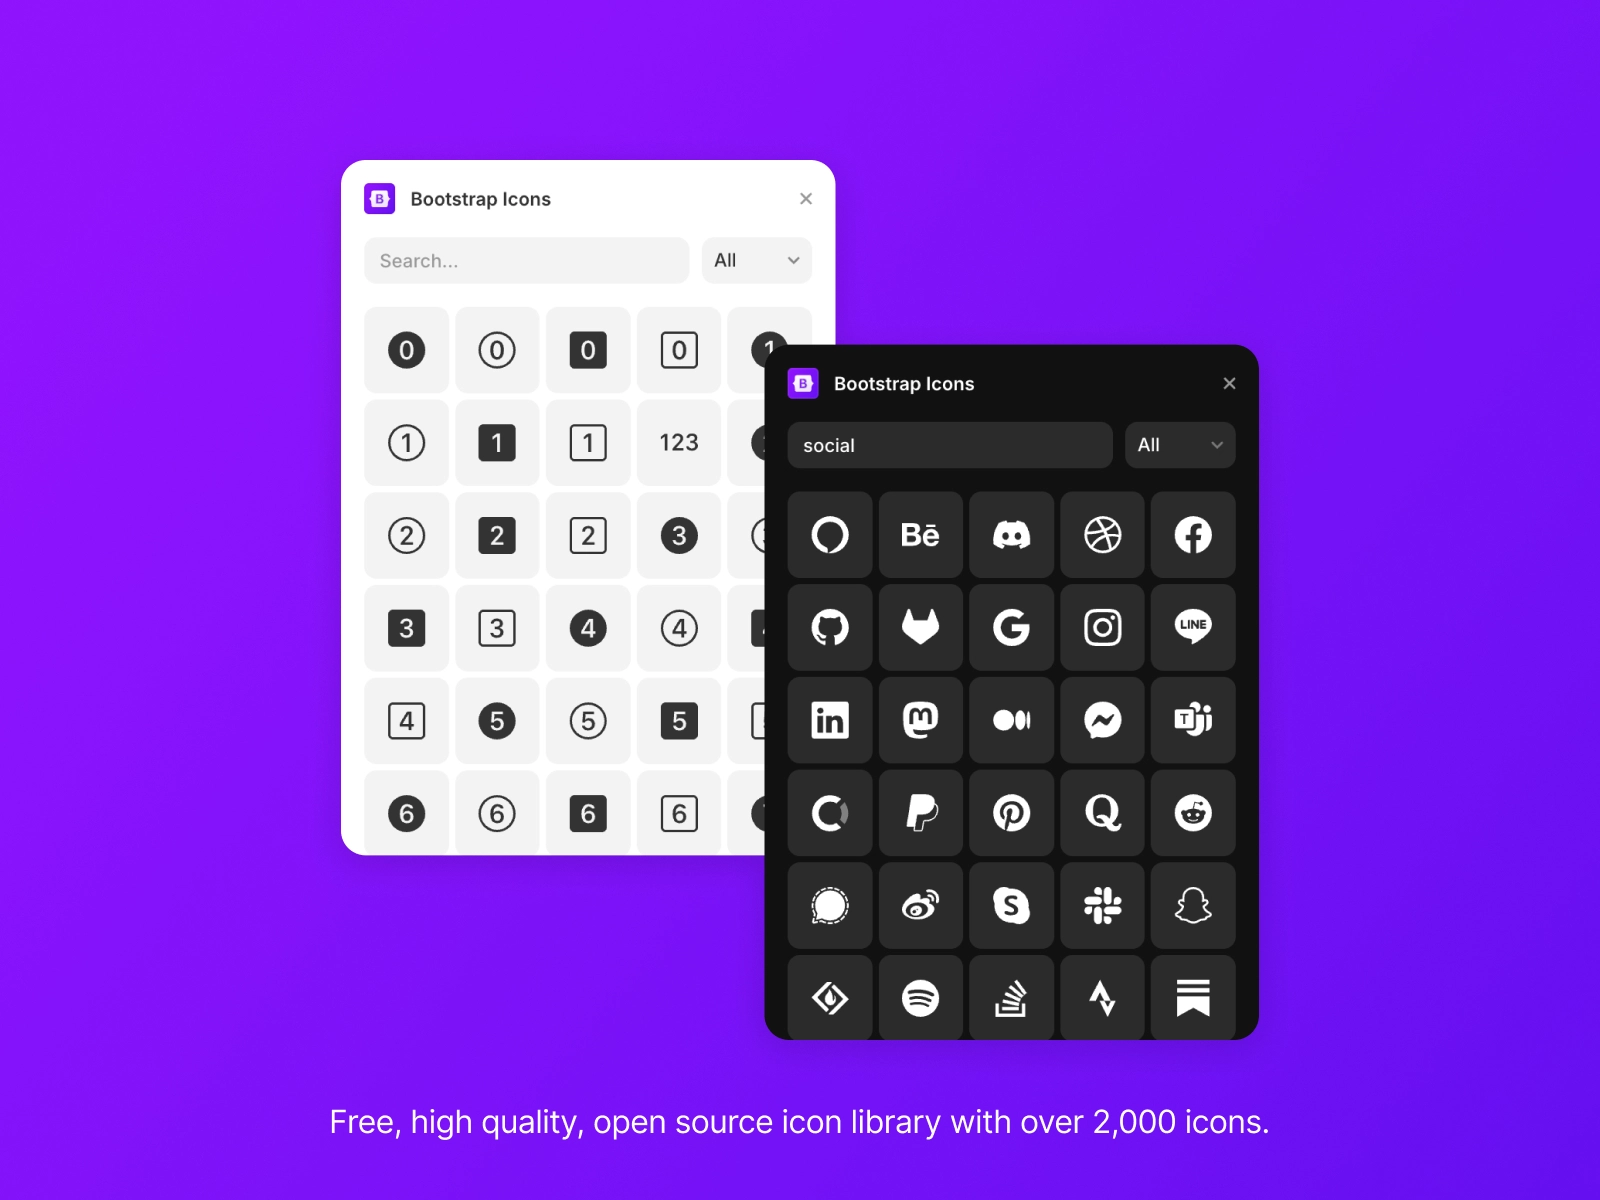 B Bootstrap Icons
Search...
All
0 0 0 0 1
1 1 1 123
2 2 2 3
3 3 4 4
4 5 5 5
6 6 6 6
B Bootstrap Icons
social
All
Bē
LINE
in m T
S
Free, high quality, open source icon library with over 2,000 icons.